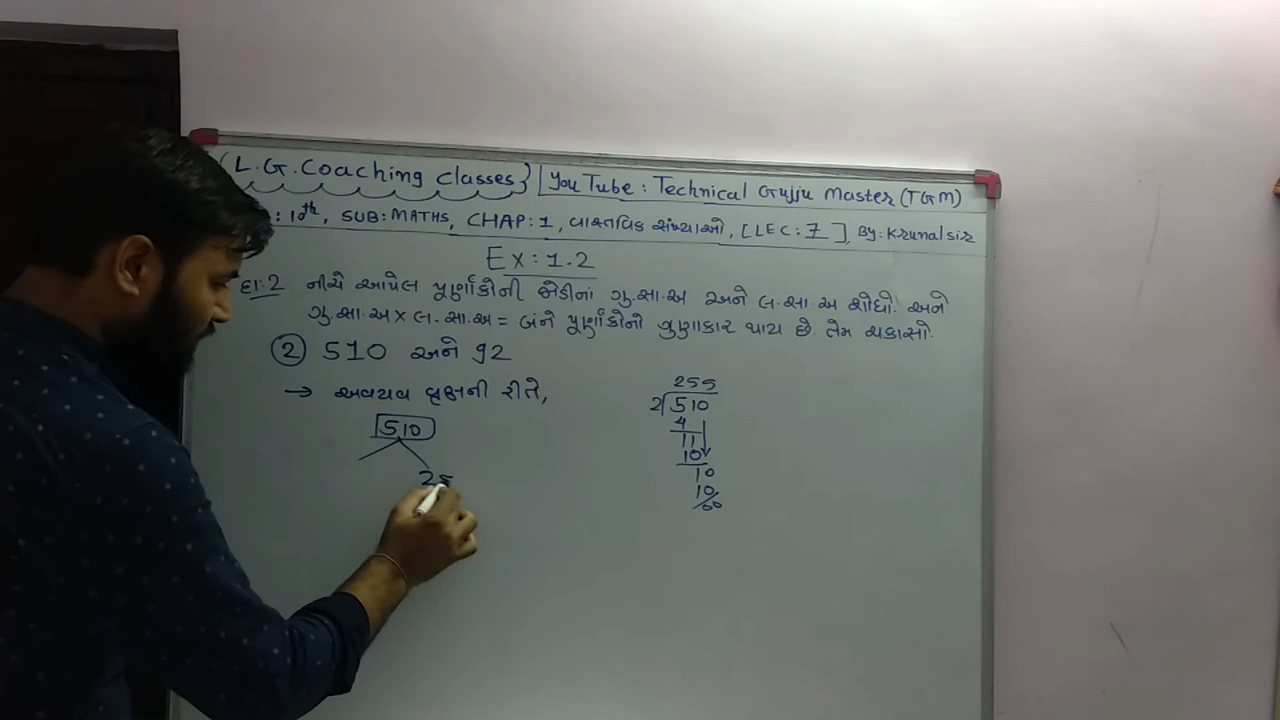 (L.G. Coaching classes} | YouTube : Technical Gujju Master (TGM)
: 10th, SUB: MATHS, CHAP: 1, વાસ્તવિક સંખ્યાઓ, [LEC: 7], By: Krunal sir
Ex : 1.2
દા.2 નીચે આપેલ પૂર્ણાંકોની જોડીનાં ગુ.સા.અ અને લ.સા.અ શોધો. અને
ગુ.સા.અ × લ.સા.અ = બંને પૂર્ણાંકોનો ગુણાકાર થાય છે. તેમ ચકાસો.
2 510 અને 92
→ અવયવ વૃક્ષની રીતે,
510
25
255
2 510
4
11
10
10
10
00